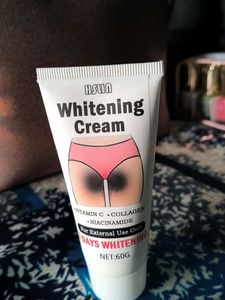 Whitening
Cream
VITAMIN C • COLLAGEN
•NIACINAMIDE
For External Use Only
DAYS WHITENING
NET:60G